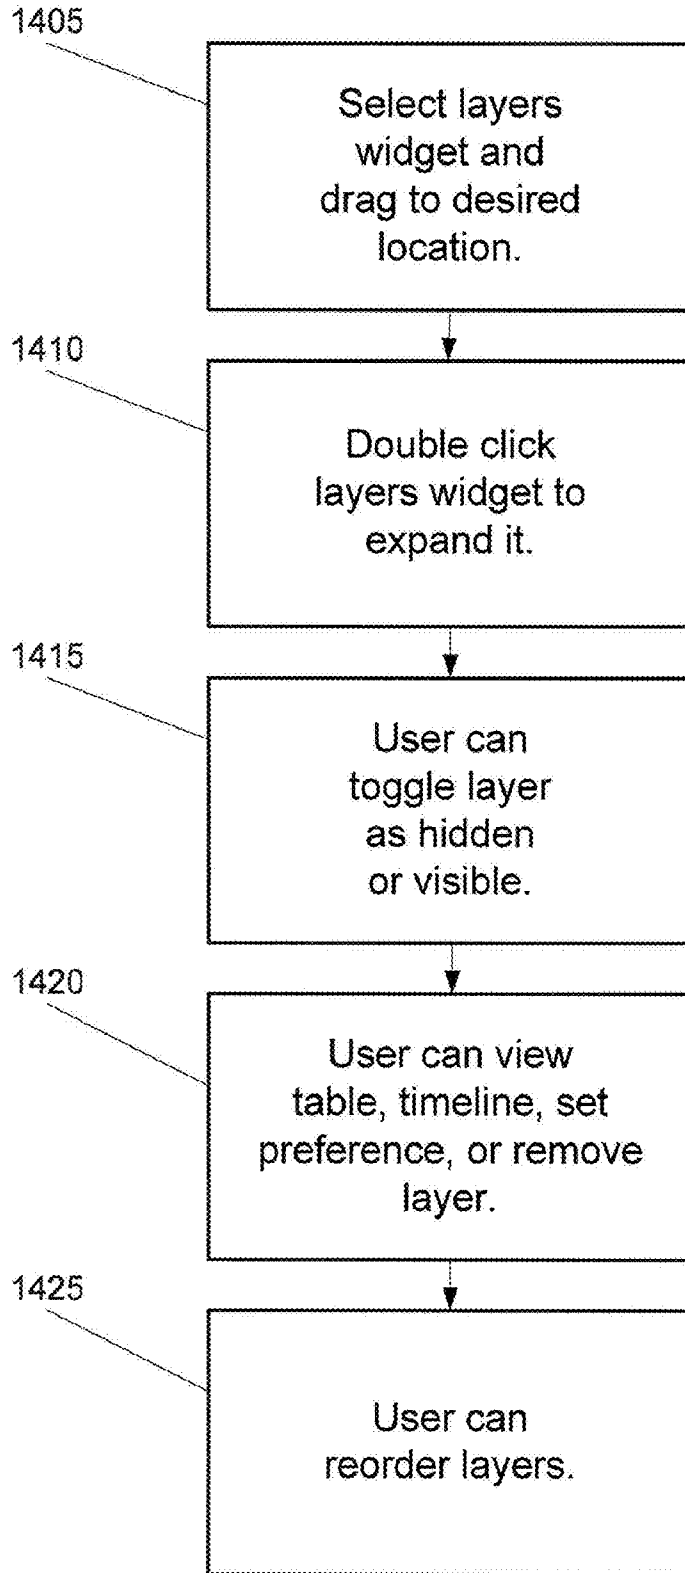 1405
Select layers
widget and
drag to desired
location.
1410
Double click
layers widget to
expand it.
1415
User can
toggle layer
as hidden
or visible.
1420
User can view
table, timeline, set
preference, or remove
layer.
1425
User can
reorder layers.